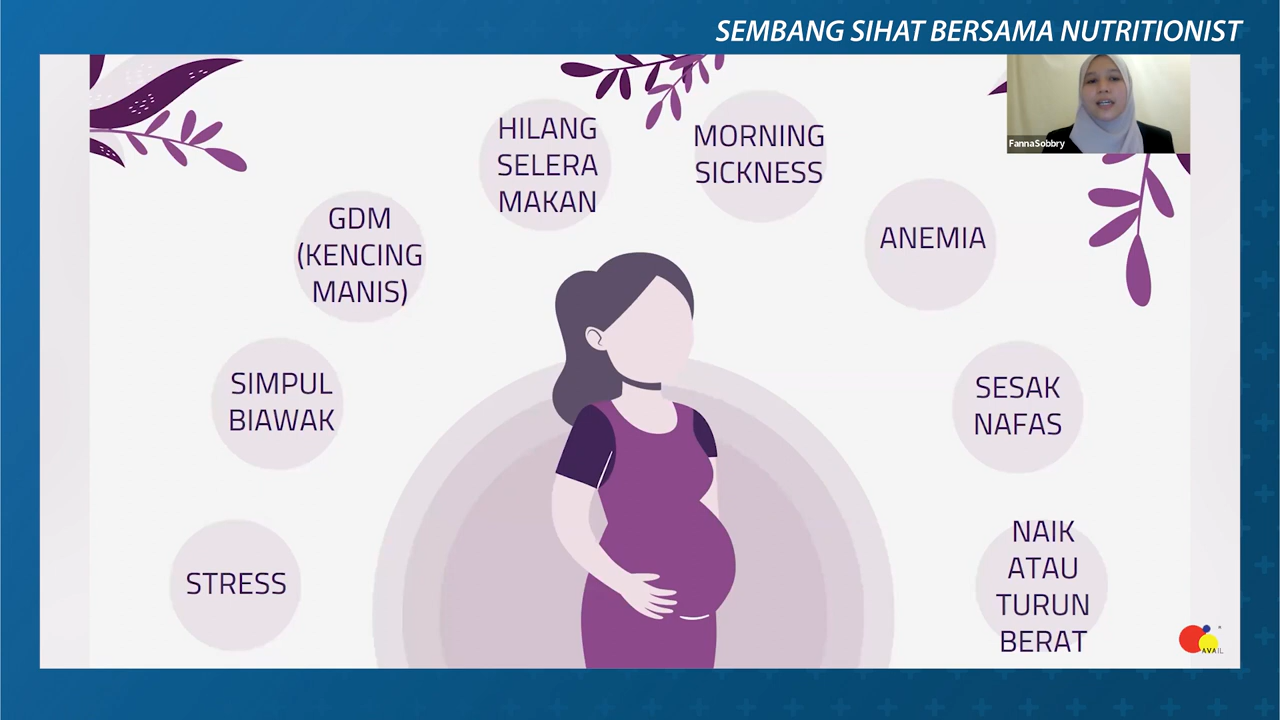 SEMBANG SIHAT BERSAMA NUTRITIONIST
FannaSobbry
HILANG
SELERA
MAKAN
MORNING
SICKNESS
GDM
(KENCING
MANIS)
ANEMIA
SIMPUL
BIAWAK
SESAK
NAFAS
STRESS
NAIK
ATAU
TURUN
BERAT
AVAIL